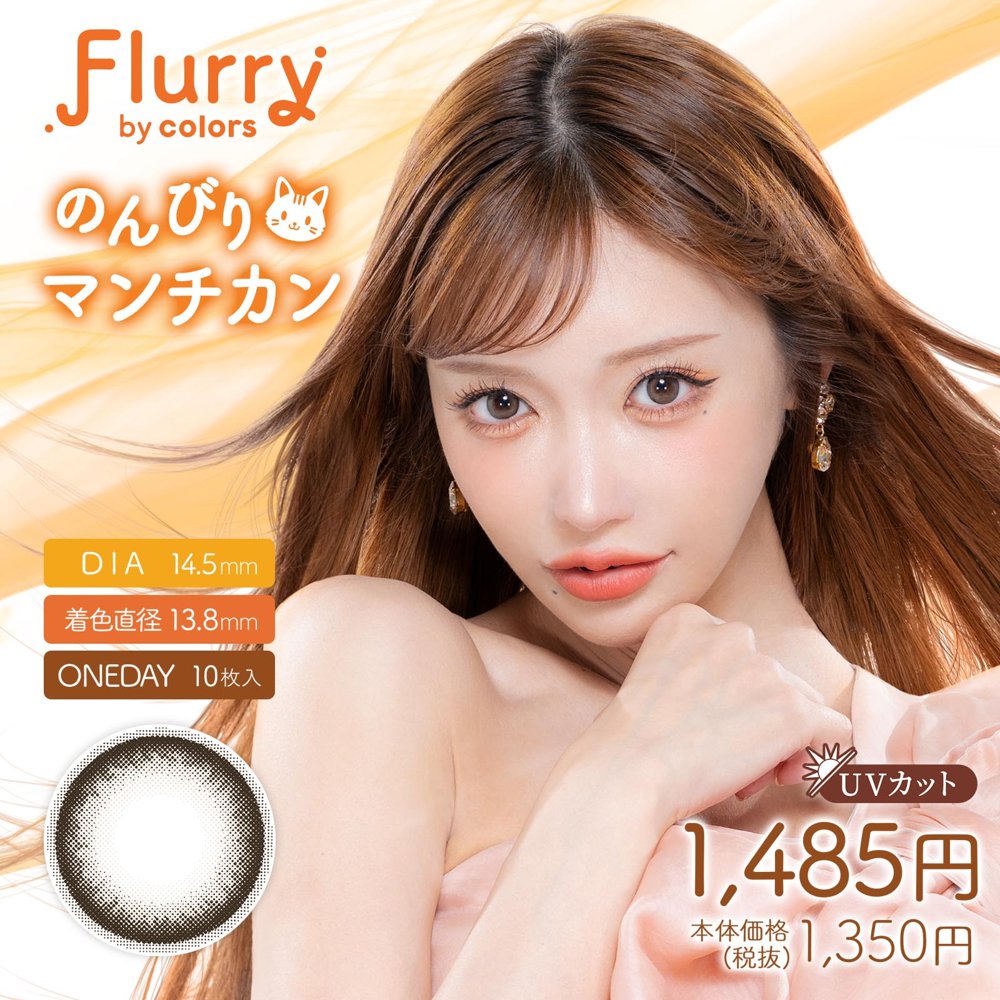 Flurry
by colors
のんびり
マンチカン
DIA 14.5mm
着色直径 13.8mm
ONEDAY 10枚入
UVカット
1,485円
本体価格
(税抜) 1,350円